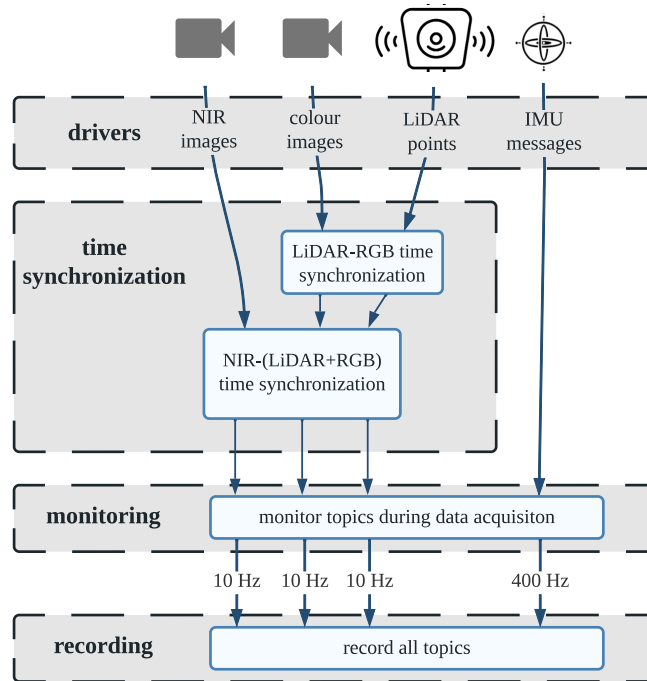 drivers
NIR
images
colour
images
LiDAR
points
IMU
messages
time
synchronization
LiDAR-RGB time
synchronization
NIR-(LiDAR+RGB)
time synchronization
monitoring
monitor topics during data acquisiton
10 Hz 10 Hz 10 Hz 400 Hz
recording
record all topics